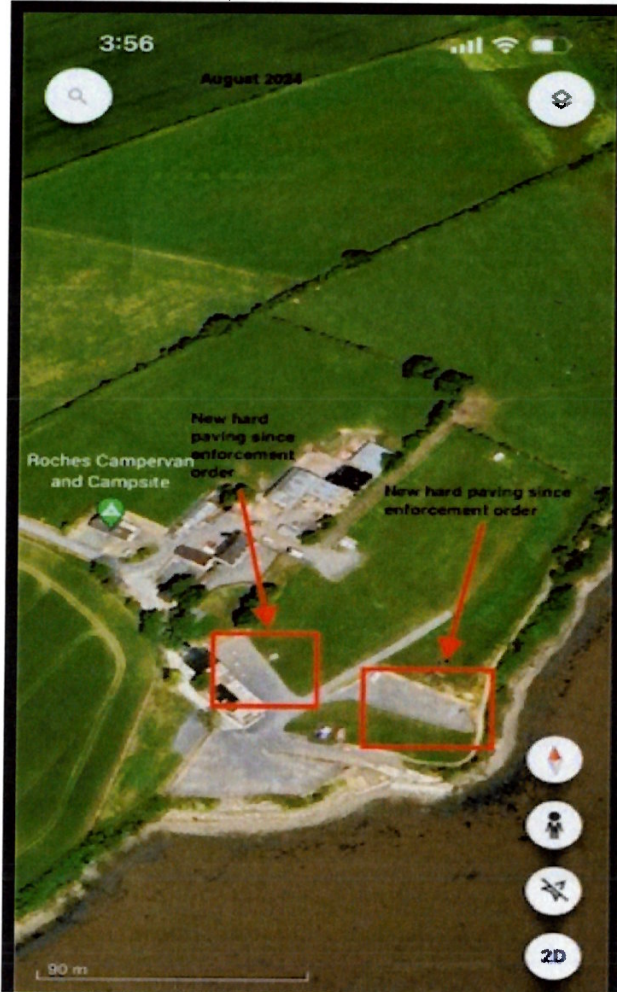 3:56
August 2024
New hard
paving since
enforcement
order
Roches Campervan
and Campsite
New hard paving since
enforcement order
2D
90 m